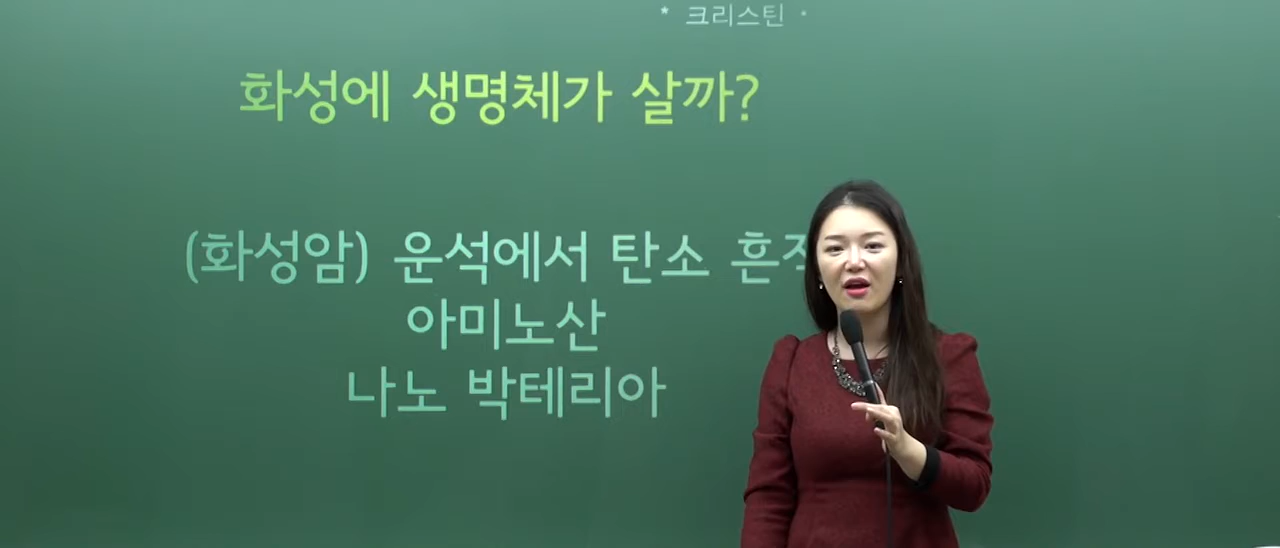 * 크리스틴 *
화성에 생명체가 살까?
(화성암) 운석에서 탄소
아미노산
나노 박테리아